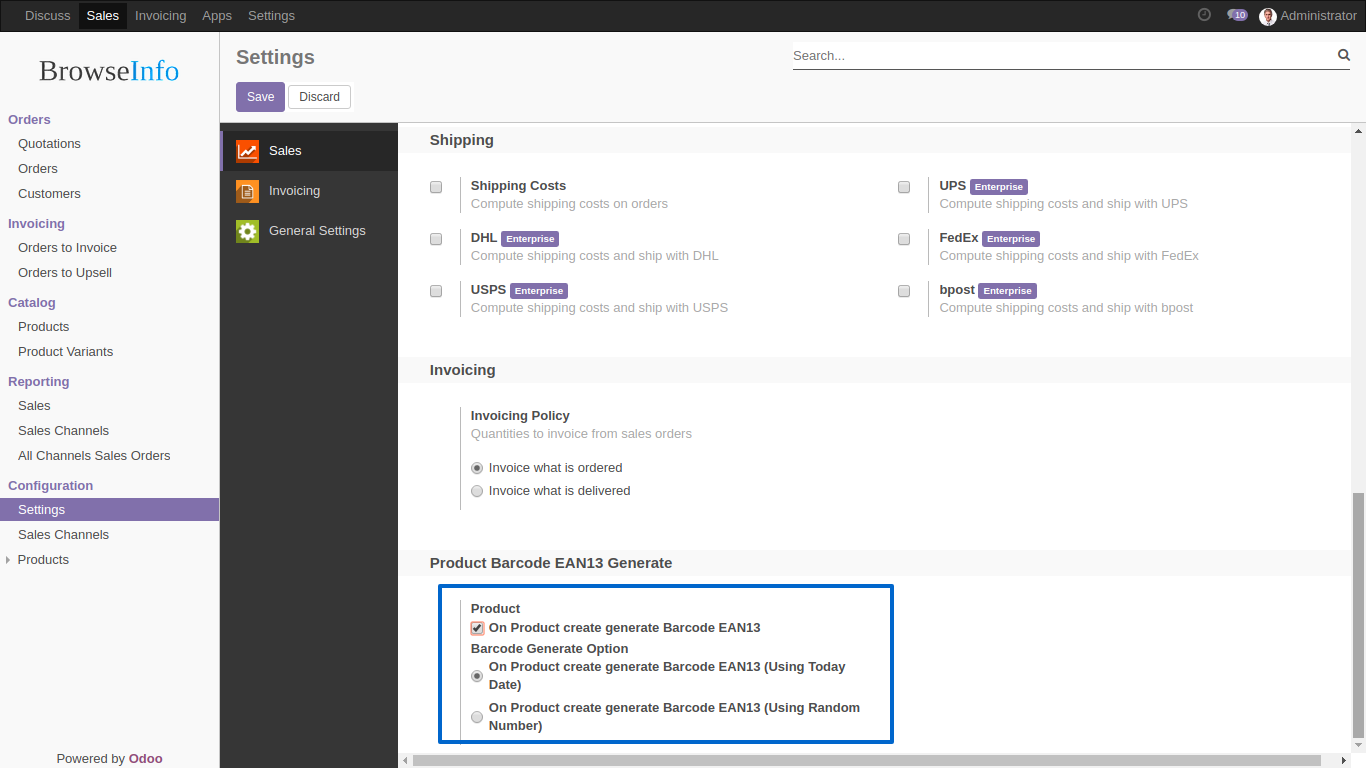 Discuss Sales Invoicing Apps Settings 10 Administrator
BrowseInfo
Orders
Quotations
Orders
Customers
Invoicing
Orders to Invoice
Orders to Upsell
Catalog
Products
Product Variants
Reporting
Sales
Sales Channels
All Channels Sales Orders
Configuration
Settings
Sales Channels
Products
Powered by Odoo
Settings
Search...
Save Discard
Sales
Invoicing
General Settings
Shipping
Shipping Costs
Compute shipping costs on orders
UPS Enterprise
Compute shipping costs and ship with UPS
DHL Enterprise
Compute shipping costs and ship with DHL
FedEx Enterprise
Compute shipping costs and ship with FedEx
USPS Enterprise
Compute shipping costs and ship with USPS
bpost Enterprise
Compute shipping costs and ship with bpost
Invoicing
Invoicing Policy
Quantities to invoice from sales orders
Invoice what is ordered
Invoice what is delivered
Product Barcode EAN13 Generate
Product
On Product create generate Barcode EAN13
Barcode Generate Option
On Product create generate Barcode EAN13 (Using Today
Date)
On Product create generate Barcode EAN13 (Using Random
Number)